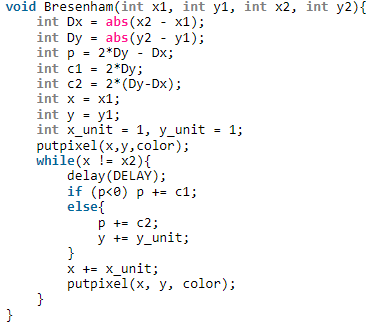 void Bresenham(int x1, int y1, int x2, int y2){
    int Dx = abs(x2 - x1);
    int Dy = abs(y2 - y1);
    int p = 2*Dy - Dx;
    int c1 = 2*Dy;
    int c2 = 2*(Dy-Dx);
    int x = x1;
    int y = y1;
    int x_unit = 1, y_unit = 1;
    putpixel(x,y,color);
    while(x != x2){
        delay(DELAY);
        if (p<0) p += c1;
        else{
            p += c2;
            y += y_unit;
        }
        x += x_unit;
        putpixel(x, y, color);
    }
}